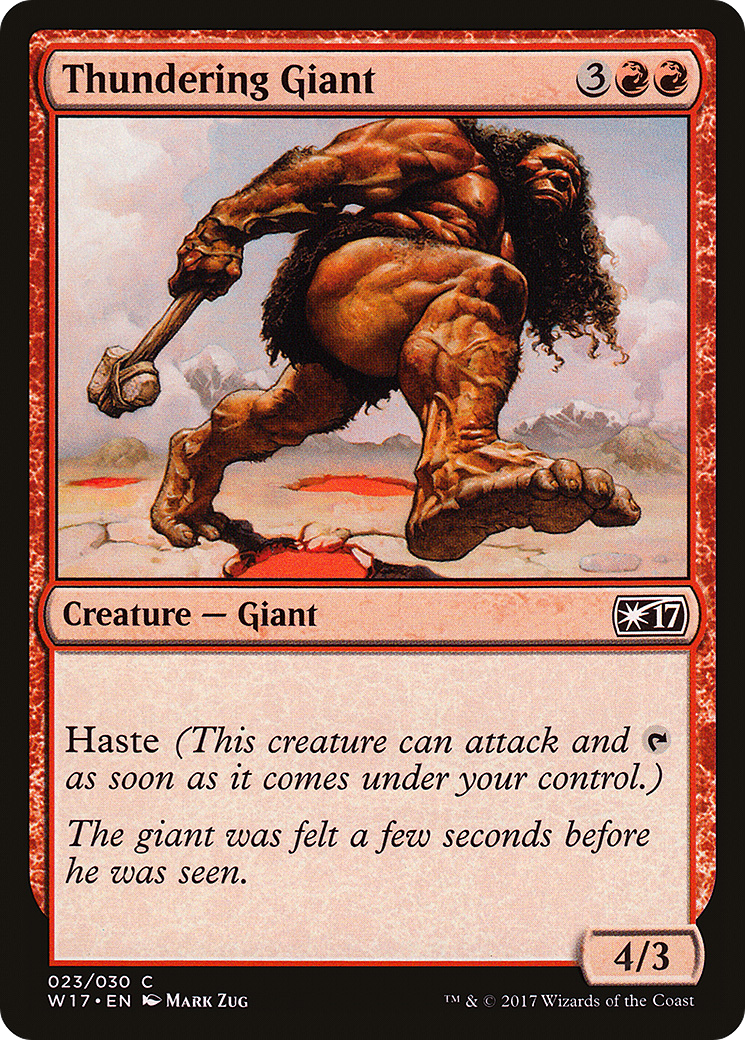 Thundering Giant 3
Creature — Giant
17
Haste (This creature can attack and
as soon as it comes under your control.)
The giant was felt a few seconds before
he was seen.
4/3
023/030 C
W17 • EN Mark Zug
™ & © 2017 Wizards of the Coast